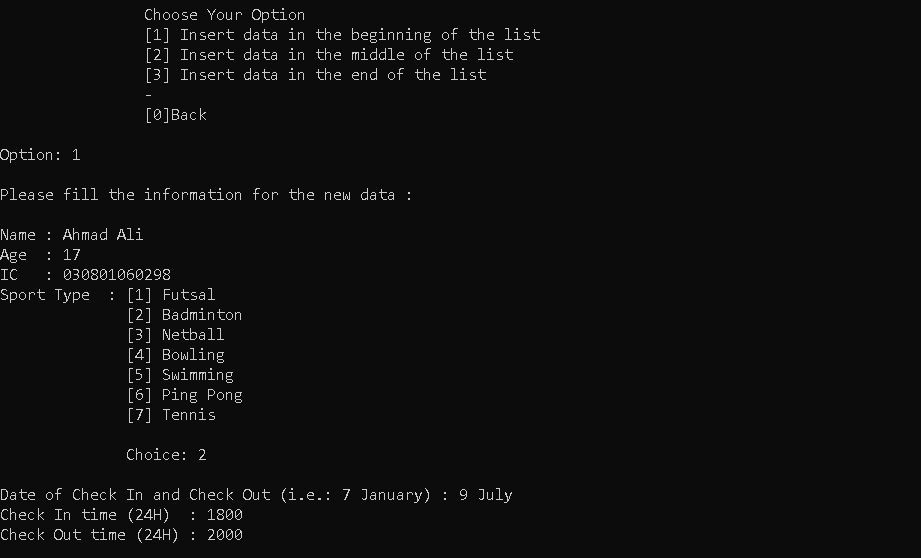 Choose Your Option
[1] Insert data in the beginning of the list
[2] Insert data in the middle of the list
[3] Insert data in the end of the list
-
[0]Back
Option: 1
Please fill the information for the new data :
Name : Ahmad Ali
Age  : 17
IC   : 030801060298
Sport Type  : [1] Futsal
[2] Badminton
[3] Netball
[4] Bowling
[5] Swimming
[6] Ping Pong
[7] Tennis
Choice: 2
Date of Check In and Check Out (i.e.: 7 January) : 9 July
Check In time (24H)  : 1800
Check Out time (24H) : 2000